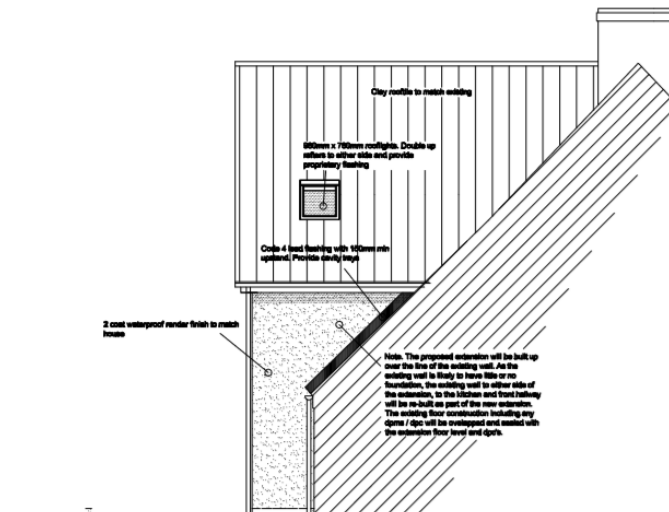 Clay rooftile to match existing
980mm x 780mm rooflights. Double up
rafters to either side and provide
proprietary flashing
Code 4 lead flashing with 150mm min
upstand. Provide cavity trays
2 coat waterproof render finish to match
house
Note. The proposed extension will be built up
over the line of the existing wall. As the
existing wall is likely to have little or no
foundation, the existing wall to either side of
the extension, to the kitchen and front hallway
will be re-built as part of the new extension.
The existing floor construction including any
dpms / dpc will be overlapped and sealed with
the extension floor level and dpc's.